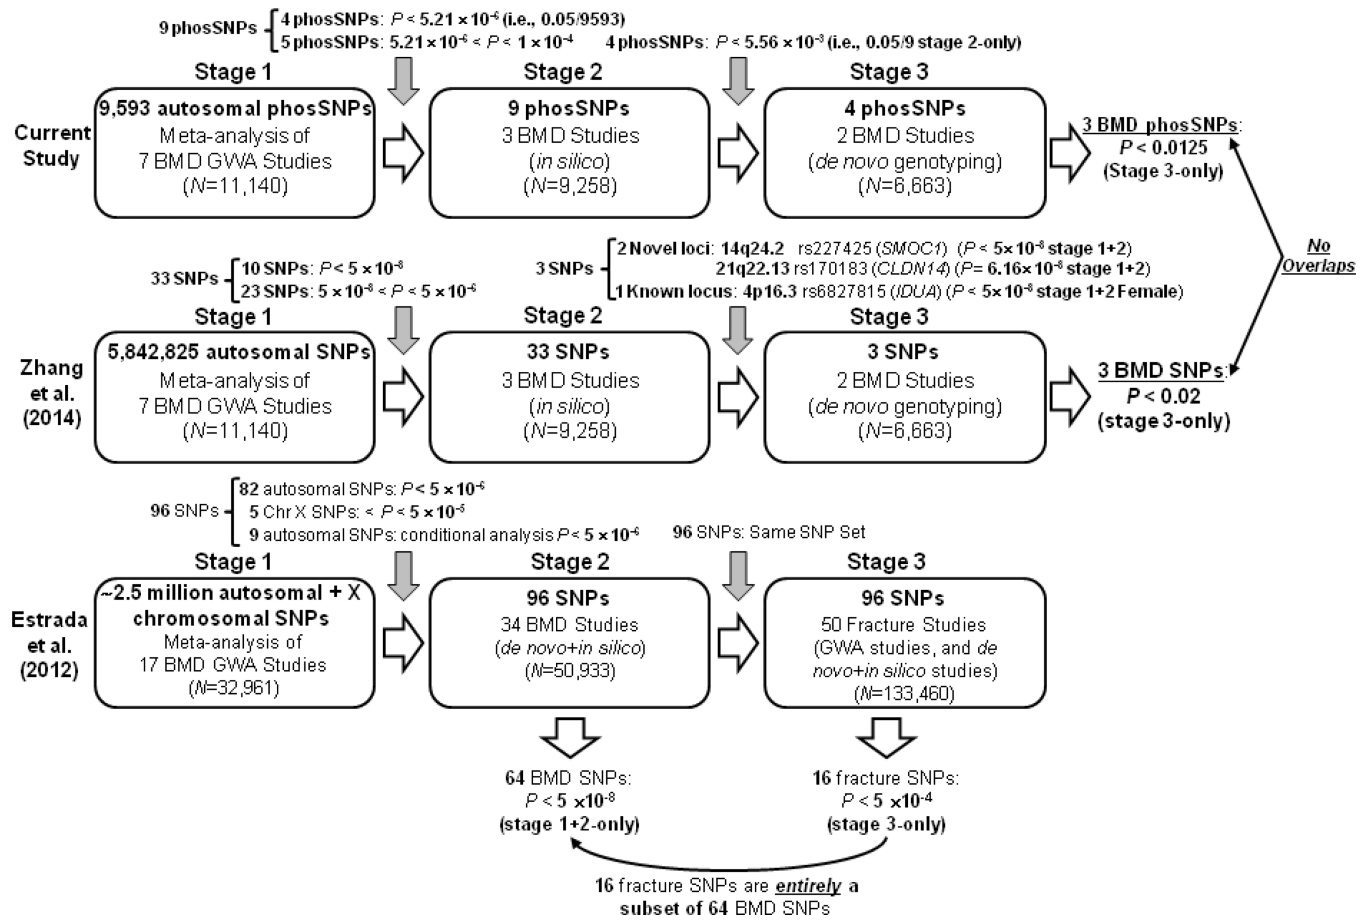 9 phosSNPs
4 phosSNPs: P < 5.21 × 10⁻⁶ (i.e., 0.05/9593)
5 phosSNPs: 5.21 × 10⁻⁶ < P < 1 × 10⁻⁴
4 phosSNPs: P < 5.56 × 10⁻³ (i.e., 0.05/9 stage 2-only)
Stage 1
Stage 2
Stage 3
Current
Study
9,593 autosomal phosSNPs
Meta-analysis of
7 BMD GWA Studies
(N=11,140)
9 phosSNPs
3 BMD Studies
(in silico)
(N=9,258)
4 phosSNPs
2 BMD Studies
(de novo genotyping)
(N=6,663)
3 BMD phosSNPs:
P < 0.0125
(Stage 3-only)
No
Overlaps
33 SNPs
10 SNPs: P < 5 × 10⁻⁸
23 SNPs: 5 × 10⁻⁸ < P < 5 × 10⁻⁶
3 SNPs
2 Novel loci: 14q24.2 rs227425 (SMOC1) (P < 5× 10⁻⁸ stage 1+2)
21q22.13 rs170183 (CLDN14) (P= 6.16× 10⁻⁸ stage 1+2)
1 Known locus: 4p16.3 rs6827815 (IDUA) (P < 5× 10⁻⁸ stage 1+2 Female)
Stage 1
Stage 2
Stage 3
Zhang
et al.
(2014)
5,842,825 autosomal SNPs
Meta-analysis of
7 BMD GWA Studies
(N=11,140)
33 SNPs
3 BMD Studies
(in silico)
(N=9,258)
3 SNPs
2 BMD Studies
(de novo genotyping)
(N=6,663)
3 BMD SNPs:
P < 0.02
(stage 3-only)
96 SNPs
82 autosomal SNPs: P < 5 × 10⁻⁶
5 Chr X SNPs: < P < 5 × 10⁻⁵
9 autosomal SNPs: conditional analysis P < 5 × 10⁻⁶
96 SNPs: Same SNP Set
Stage 1
Stage 2
Stage 3
Estrada
et al.
(2012)
~2.5 million autosomal + X
chromosomal SNPs
Meta-analysis of
17 BMD GWA Studies
(N=32,961)
96 SNPs
34 BMD Studies
(de novo+in silico)
(N=50,933)
96 SNPs
50 Fracture Studies
(GWA studies, and de
novo+in silico studies)
(N=133,460)
64 BMD SNPs:
P < 5 ×10⁻⁸
(stage 1+2-only)
16 fracture SNPs:
P < 5 ×10⁻⁴
(stage 3-only)
16 fracture SNPs are entirely a
subset of 64 BMD SNPs